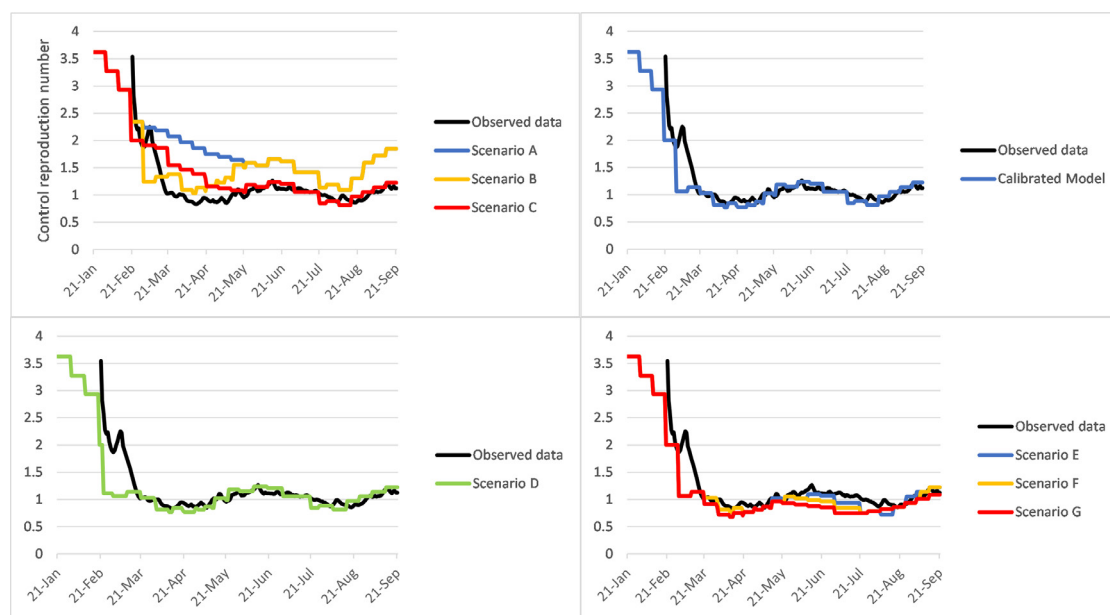 Control reproduction number
4
3.5
3
2.5
2
1.5
1
0.5
0
21-Jan
21-Feb
21-Mar
21-Apr
21-May
21-Jun
21-Jul
21-Aug
21-Sep
Observed data
Scenario A
Scenario B
Scenario C
4
3.5
3
2.5
2
1.5
1
0.5
0
21-Jan
21-Feb
21-Mar
21-Apr
21-May
21-Jun
21-Jul
21-Aug
21-Sep
Observed data
Calibrated Model
4
3.5
3
2.5
2
1.5
1
0.5
0
21-Jan
21-Feb
21-Mar
21-Apr
21-May
21-Jun
21-Jul
21-Aug
21-Sep
Observed data
Scenario D
4
3.5
3
2.5
2
1.5
1
0.5
0
21-Jan
21-Feb
21-Mar
21-Apr
21-May
21-Jun
21-Jul
21-Aug
21-Sep
Observed data
Scenario E
Scenario F
Scenario G